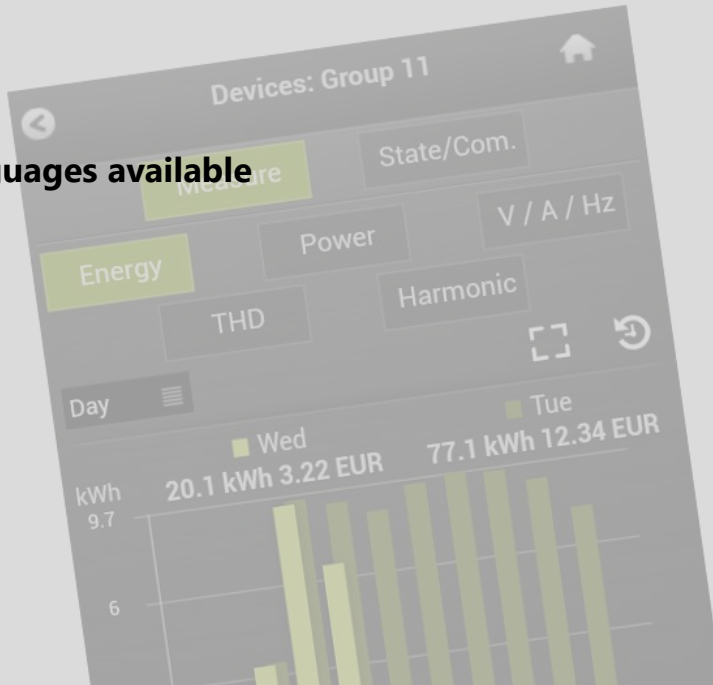 Devices: Group 11
guages available
Measure
State/Com.
Energy
Power
V / A / Hz
THD
Harmonic
Day
Wed
Tue
20.1 kWh 3.22 EUR
77.1 kWh 12.34 EUR
kWh
9.7
6